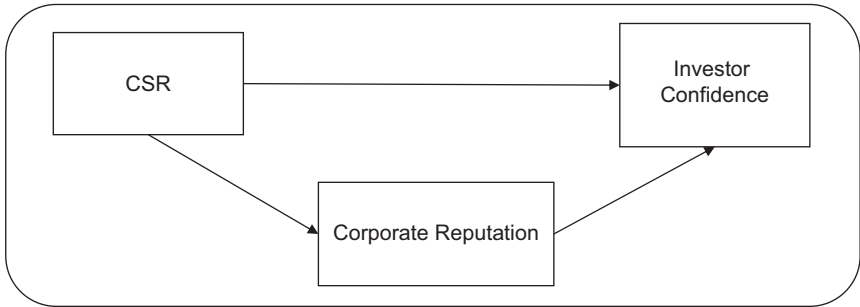 CSR
Investor
Confidence
Corporate Reputation